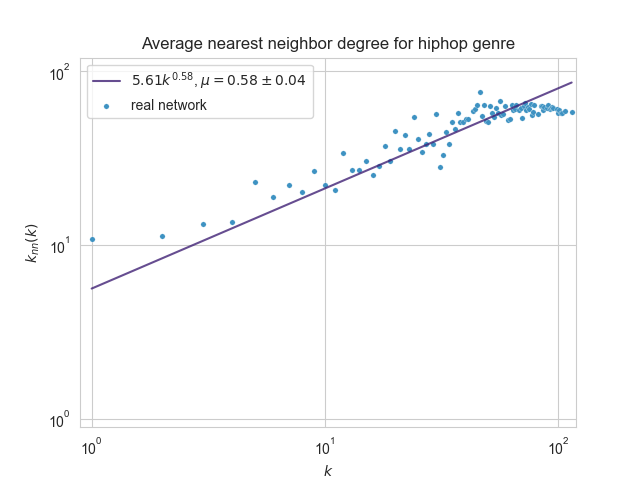 Average nearest neighbor degree for hiphop genre
5.61k^0.58, μ = 0.58 ± 0.04
real network
10^2
10^1
10^0
k_nn(k)
10^0 10^1 10^2
k